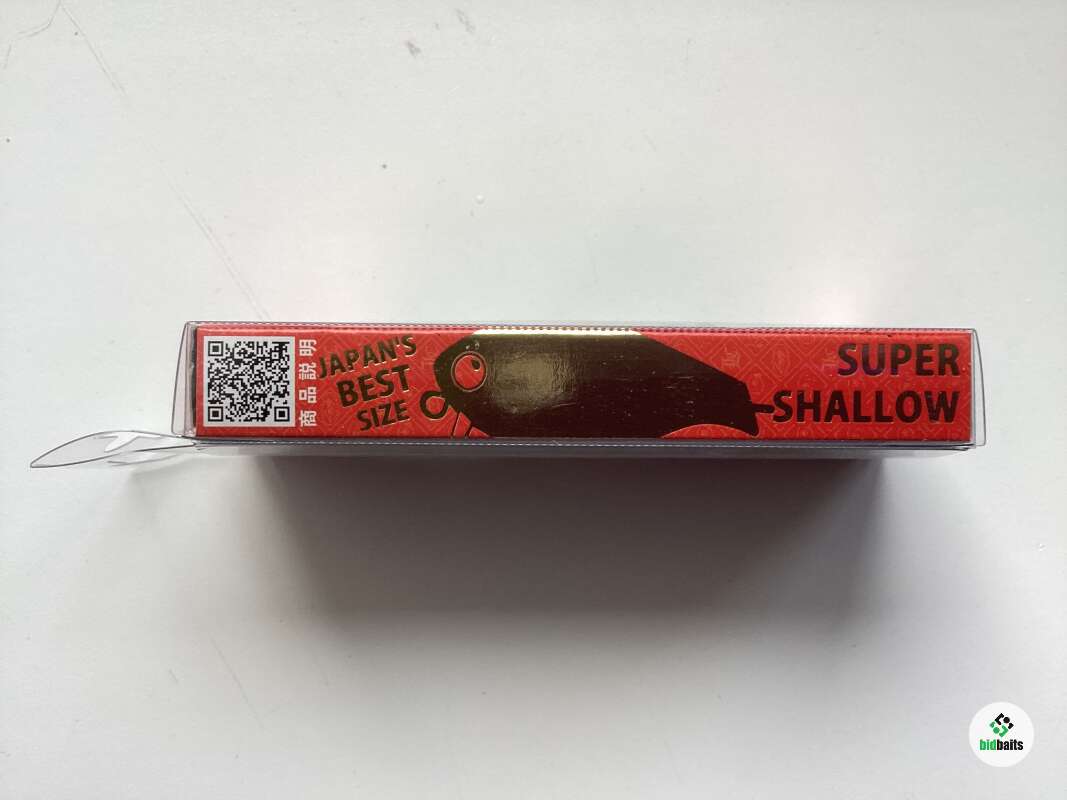 商品説明
JAPAN'S
BEST
SIZE
SUPER
SHALLOW
bidbaits